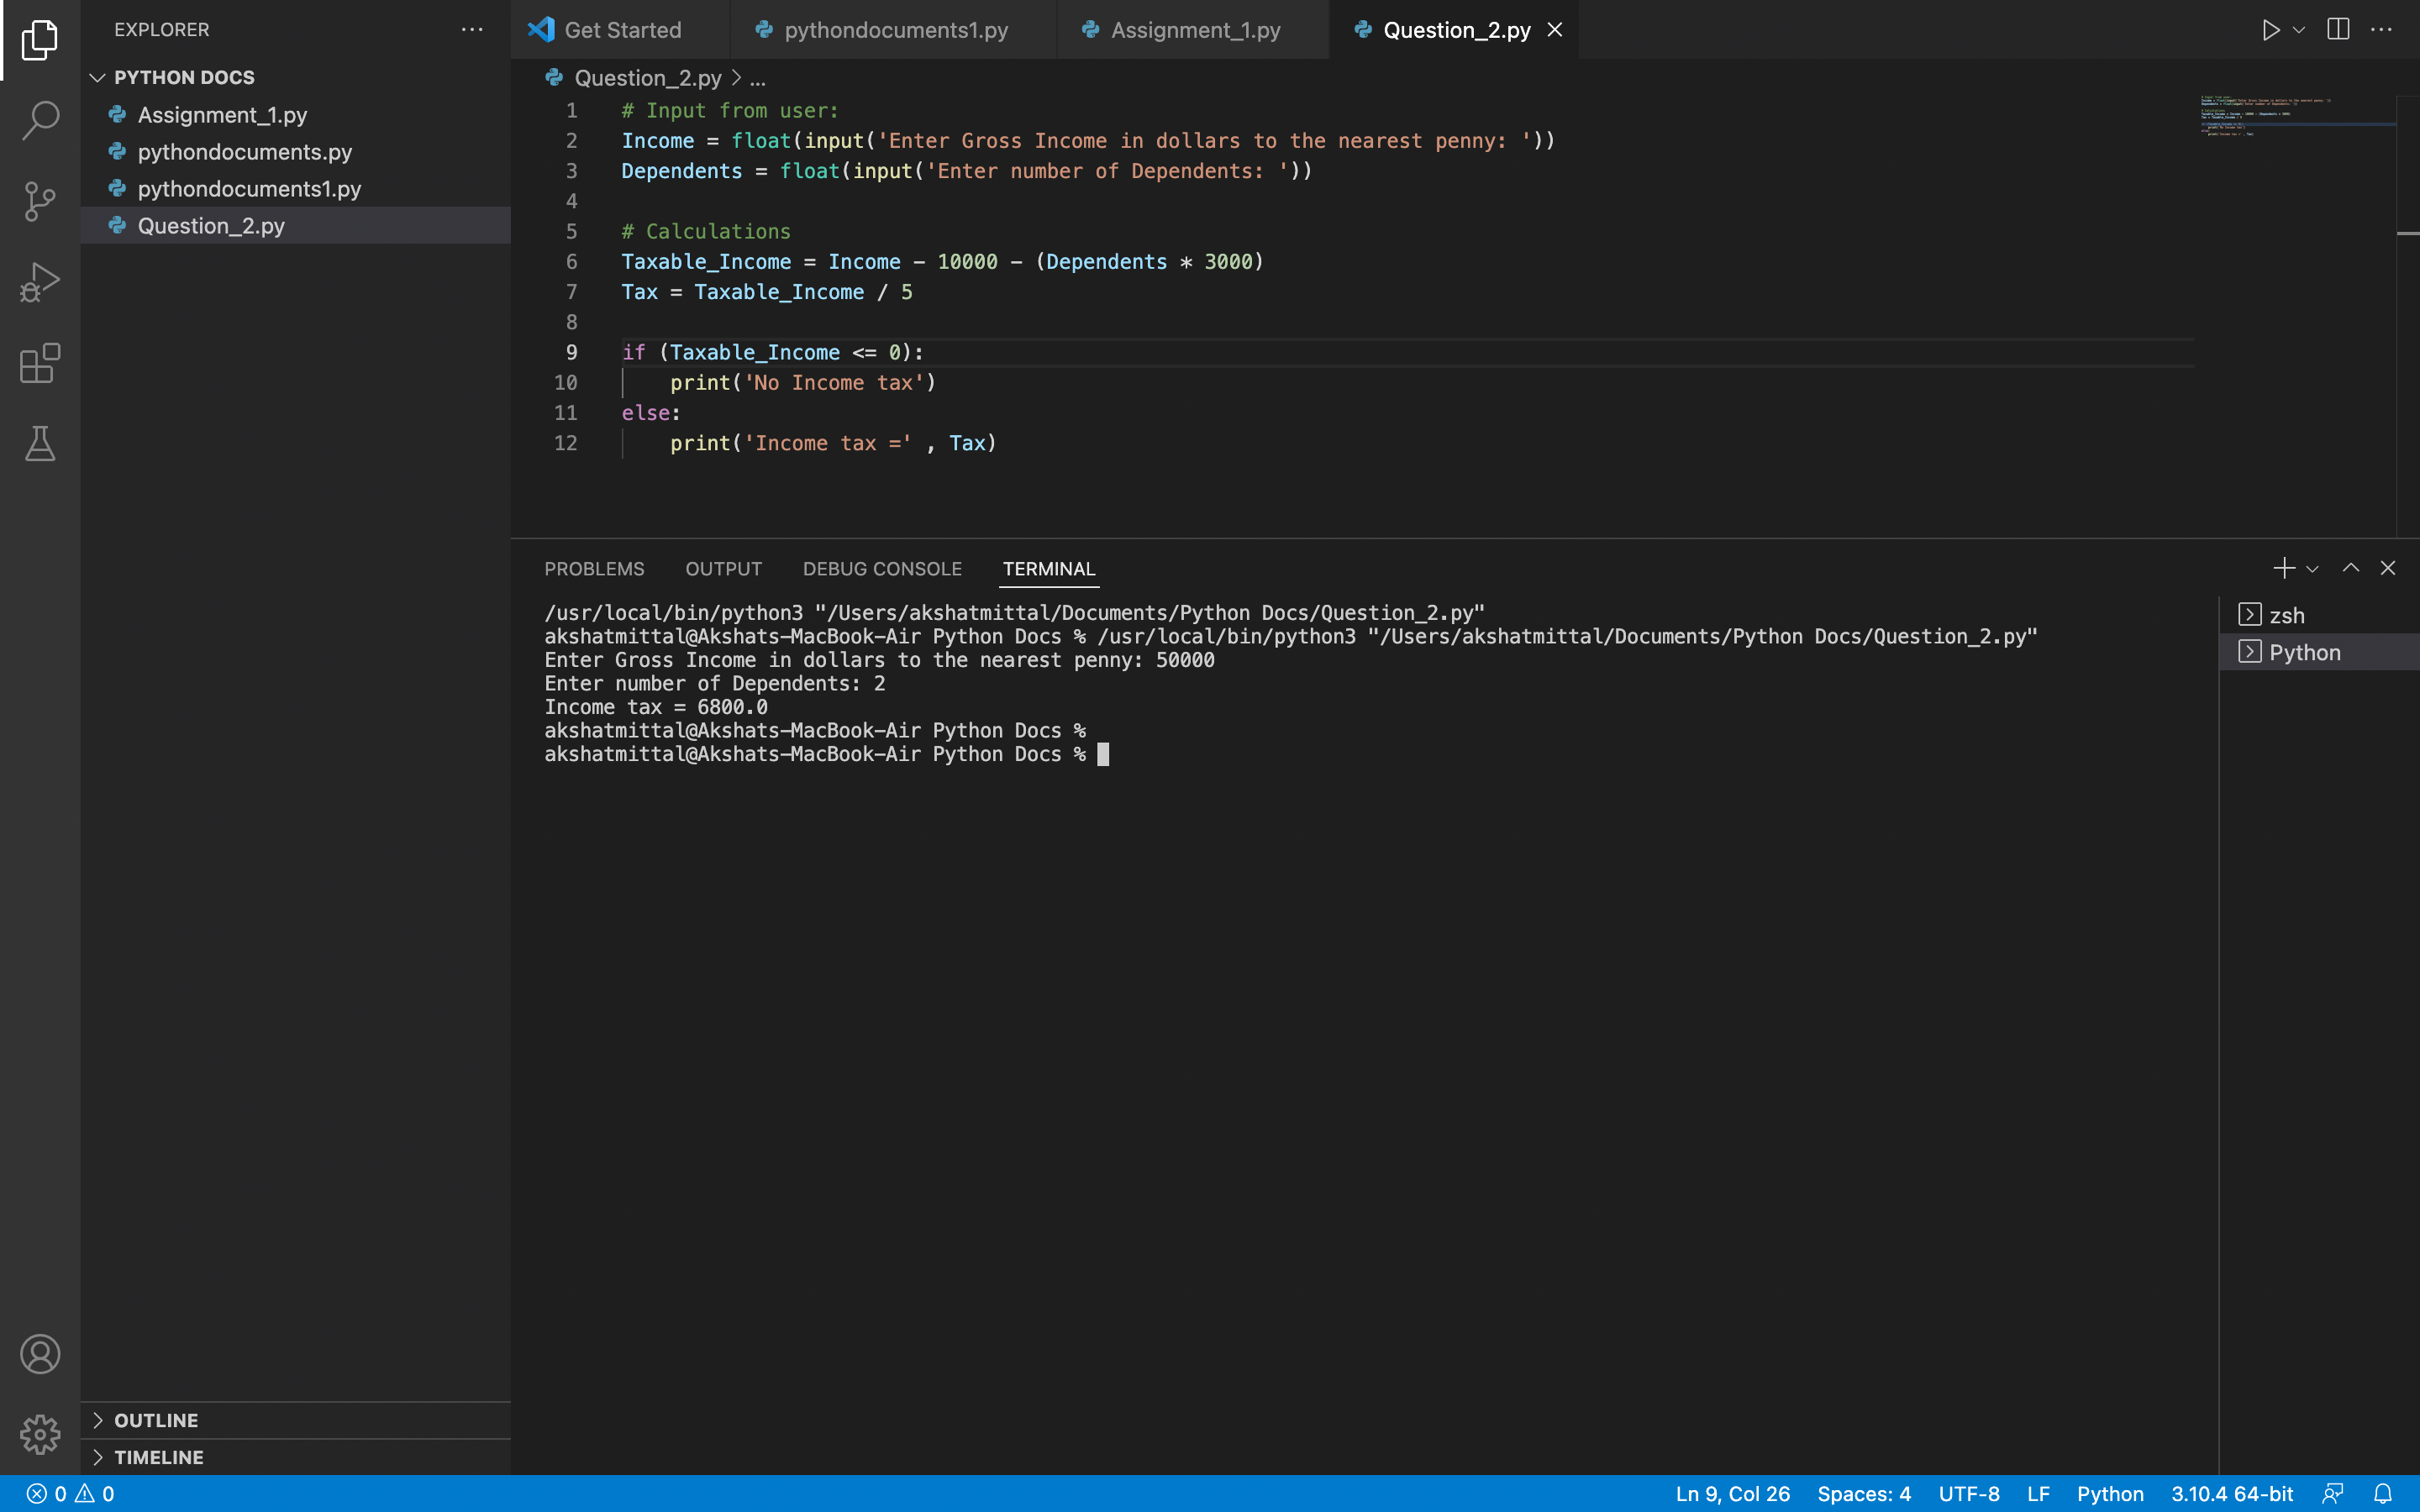 EXPLORER
PYTHON DOCS
Assignment_1.py
pythondocuments.py
pythondocuments1.py
Question_2.py
OUTLINE
TIMELINE
Get Started
pythondocuments1.py
Assignment_1.py
Question_2.py
Question_2.py > ...
1 # Input from user:
2 Income = float(input('Enter Gross Income in dollars to the nearest penny: '))
3 Dependents = float(input('Enter number of Dependents: '))
4
5 # Calculations
6 Taxable_Income = Income - 10000 - (Dependents * 3000)
7 Tax = Taxable_Income / 5
8
9 if (Taxable_Income <= 0):
10     print('No Income tax')
11 else:
12     print('Income tax =' , Tax)
PROBLEMS OUTPUT DEBUG CONSOLE TERMINAL
/usr/local/bin/python3 "/Users/akshatmittal/Documents/Python Docs/Question_2.py"
akshatmittal@Akshats-MacBook-Air Python Docs % /usr/local/bin/python3 "/Users/akshatmittal/Documents/Python Docs/Question_2.py"
Enter Gross Income in dollars to the nearest penny: 50000
Enter number of Dependents: 2
Income tax = 6800.0
akshatmittal@Akshats-MacBook-Air Python Docs %
akshatmittal@Akshats-MacBook-Air Python Docs %
zsh
Python
0 0
Ln 9, Col 26 Spaces: 4 UTF-8 LF Python 3.10.4 64-bit